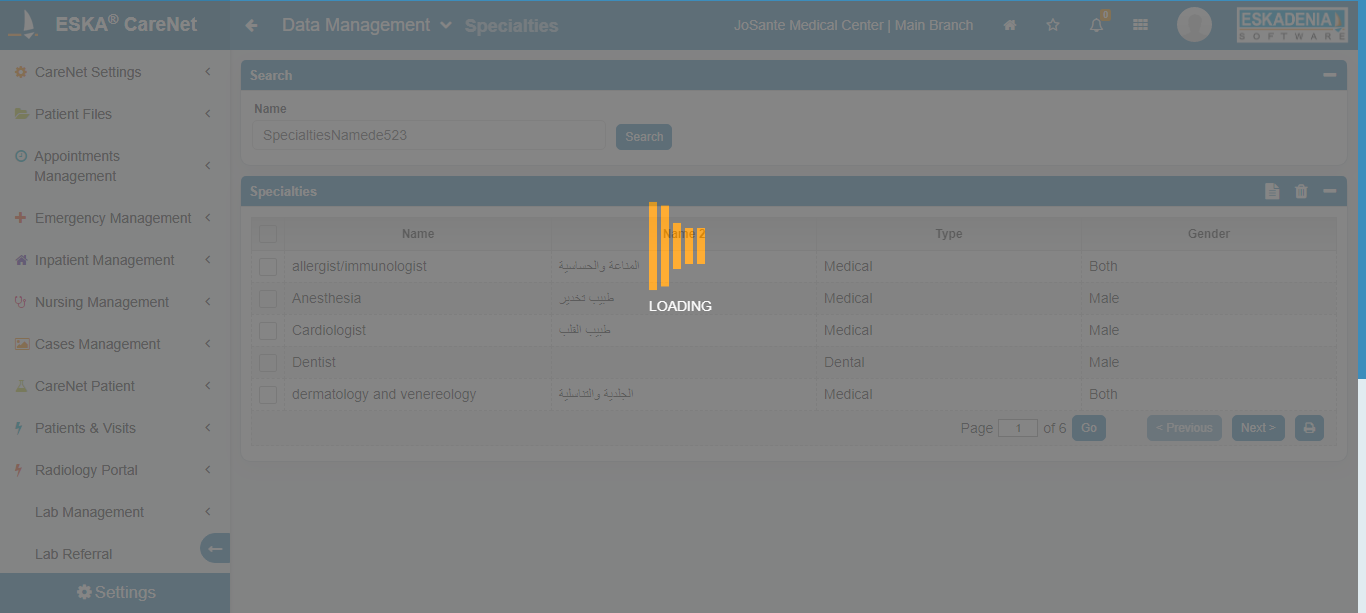 ESKA® CareNet
Data Management Specialties
JoSante Medical Center | Main Branch
0
ESKADENIA
SOFTWARE
CareNet Settings
Patient Files
Appointments
Management
Emergency Management
Inpatient Management
Nursing Management
Cases Management
CareNet Patient
Patients & Visits
Radiology Portal
Lab Management
Lab Referral
Settings
Search
Name
SpecialtiesNamede523 Search
Specialties
Name Name 2 Type Gender
allergist/immunologist المناعة والحساسية Medical Both
Anesthesia طبيب تخدير Medical Male
Cardiologist طبيب القلب Medical Male
Dentist Dental Male
dermatology and venereology الجلدية والتناسلية Medical Both
LOADING
Page 1 of 6 Go < Previous Next >